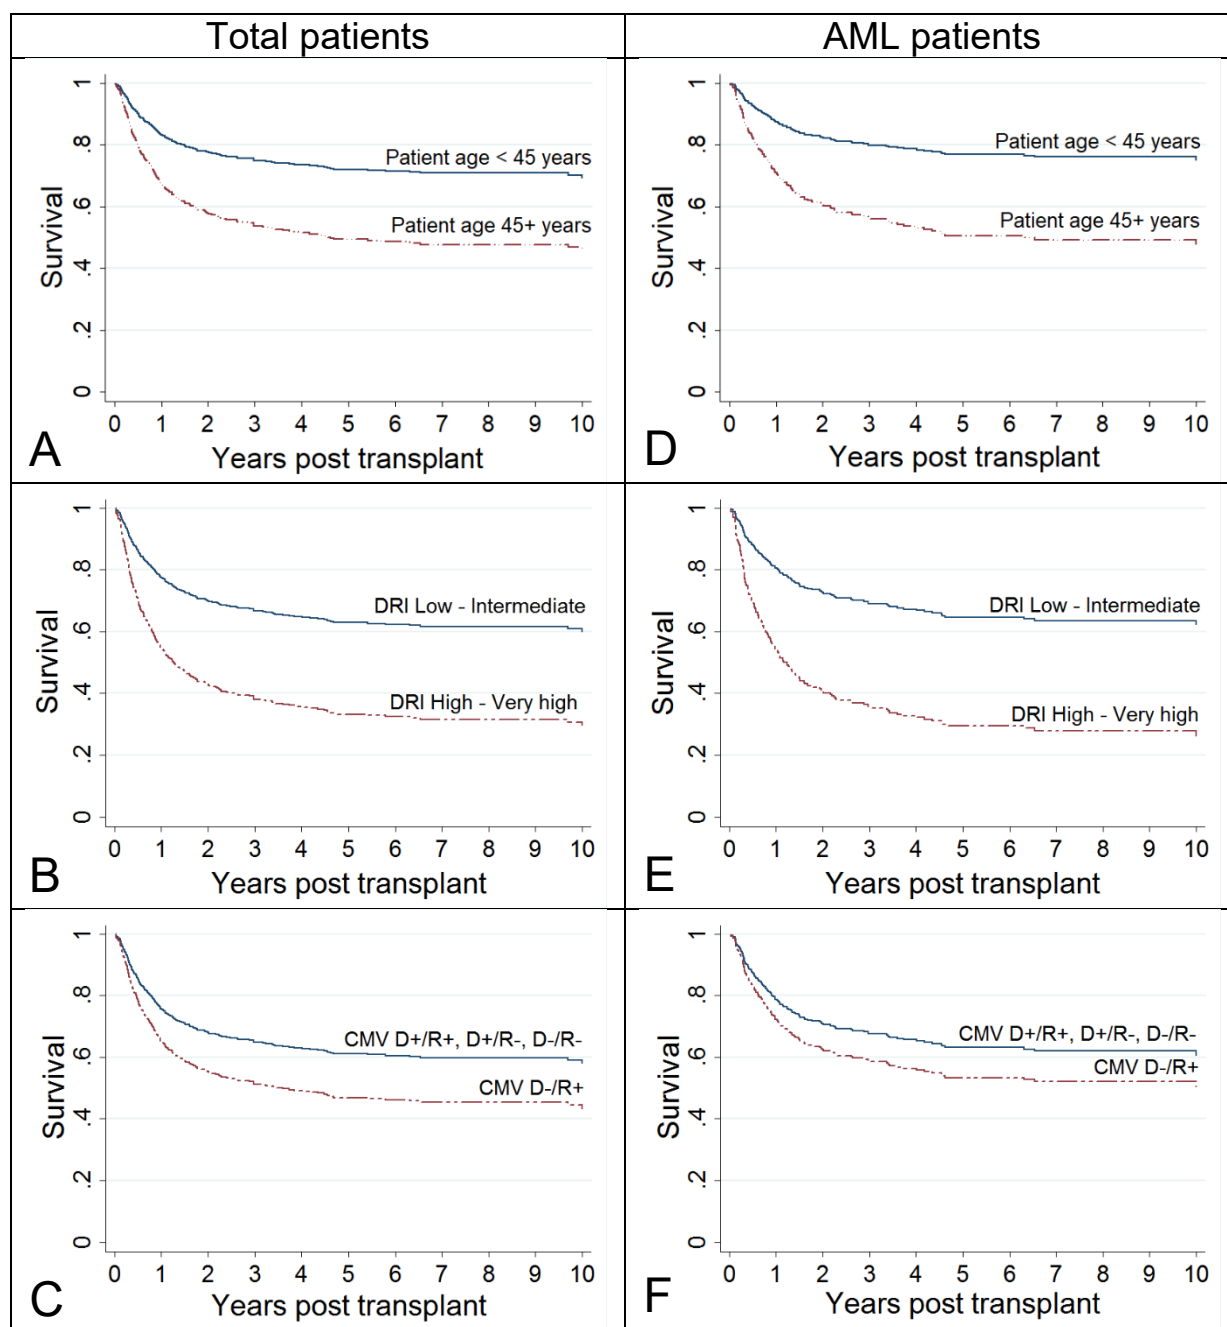 Total patients
AML patients
1
.8
.6
.4
.2
0
Survival
Patient age < 45 years
Patient age 45+ years
0 1 2 3 4 5 6 7 8 9 10
Years post transplant
A
1
.8
.6
.4
.2
0
Survival
Patient age < 45 years
Patient age 45+ years
0 1 2 3 4 5 6 7 8 9 10
Years post transplant
D
1
.8
.6
.4
.2
0
Survival
DRI Low - Intermediate
DRI High - Very high
0 1 2 3 4 5 6 7 8 9 10
Years post transplant
B
1
.8
.6
.4
.2
0
Survival
DRI Low - Intermediate
DRI High - Very high
0 1 2 3 4 5 6 7 8 9 10
Years post transplant
E
1
.8
.6
.4
.2
0
Survival
CMV D+/R+, D+/R-, D-/R-
CMV D-/R+
0 1 2 3 4 5 6 7 8 9 10
Years post transplant
C
1
.8
.6
.4
.2
0
Survival
CMV D+/R+, D+/R-, D-/R-
CMV D-/R+
0 1 2 3 4 5 6 7 8 9 10
Years post transplant
F